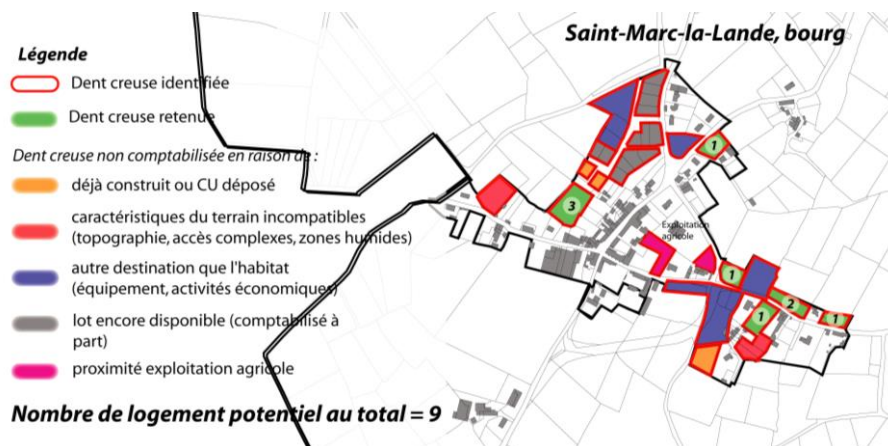 Saint-Marc-la-Lande, bourg
Légende
Dent creuse identifiée
Dent creuse retenue
Dent creuse non comptabilisée en raison de :
déjà construit ou CU déposé
caractéristiques du terrain incompatibles
(topographie, accès complexes, zones humides)
autre destination que l'habitat
(équipement, activités économiques)
lot encore disponible (comptabilisé à
part)
proximité exploitation agricole
Nombre de logement potentiel au total = 9
1
3
Exploitation
agricole
1
2
1
1